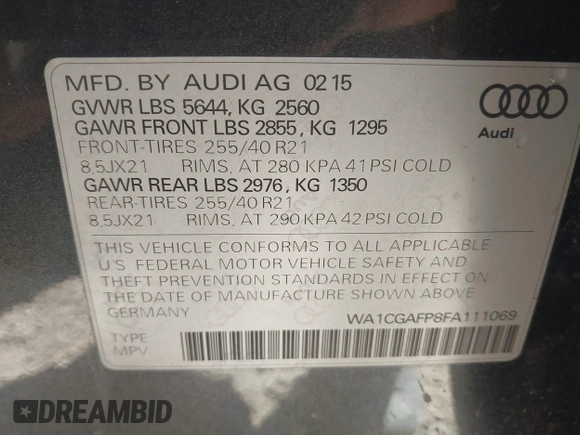 MFD. BY AUDI AG 02 15
GVWR LBS 5644, KG 2560
GAWR FRONT LBS 2855, KG 1295
FRONT-TIRES 255/40 R21
8,5JX21 RIMS, AT 280 KPA 41 PSI COLD
GAWR REAR LBS 2976, KG 1350
REAR-TIRES 255/40 R21
8,5JX21 RIMS, AT 290 KPA 42 PSI COLD
Audi
THIS VEHICLE CONFORMS TO ALL APPLICABLE
U.S. FEDERAL MOTOR VEHICLE SAFETY AND
THEFT PREVENTION STANDARDS IN EFFECT ON
THE DATE OF MANUFACTURE SHOWN ABOVE
GERMANY
WA1CGAFP8FA111069
TYPE
MPV
DREAMBID